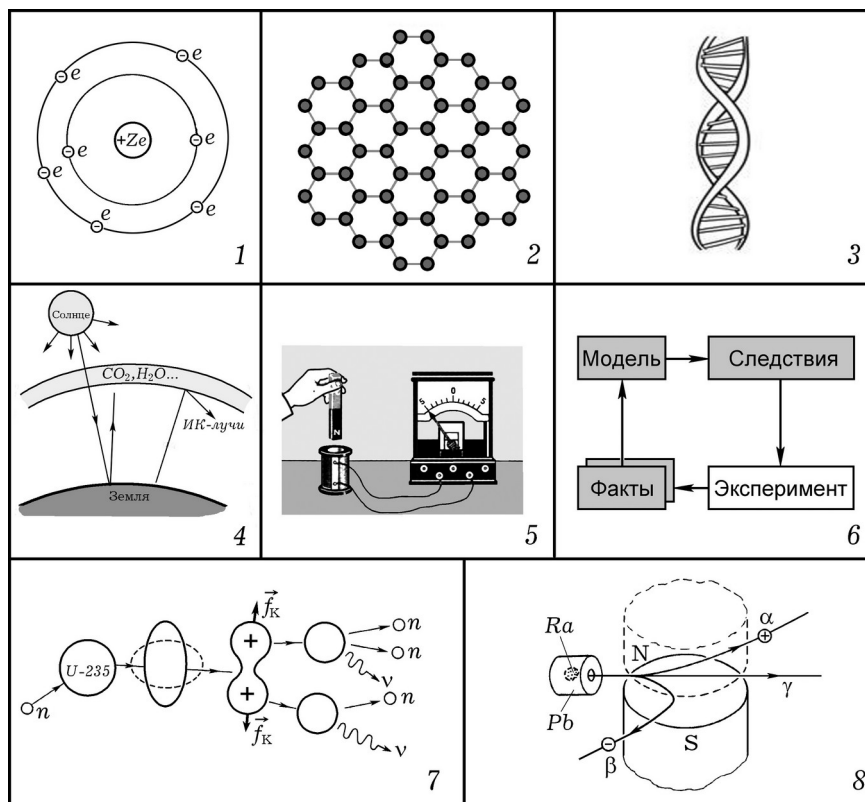 e
e
+Ze
e
e
e
e
e
1
2
3
Солнце
CO₂,H₂O...
ИК-лучи
Земля
4
N
5 0 5
5
Модель
Следствия
Факты
Эксперимент
6
n
U-235
f⃗к
+
+
f⃗к
n
n
ν
n
ν
7
Ra
Pb
N
S
α
+
γ
−
β
8